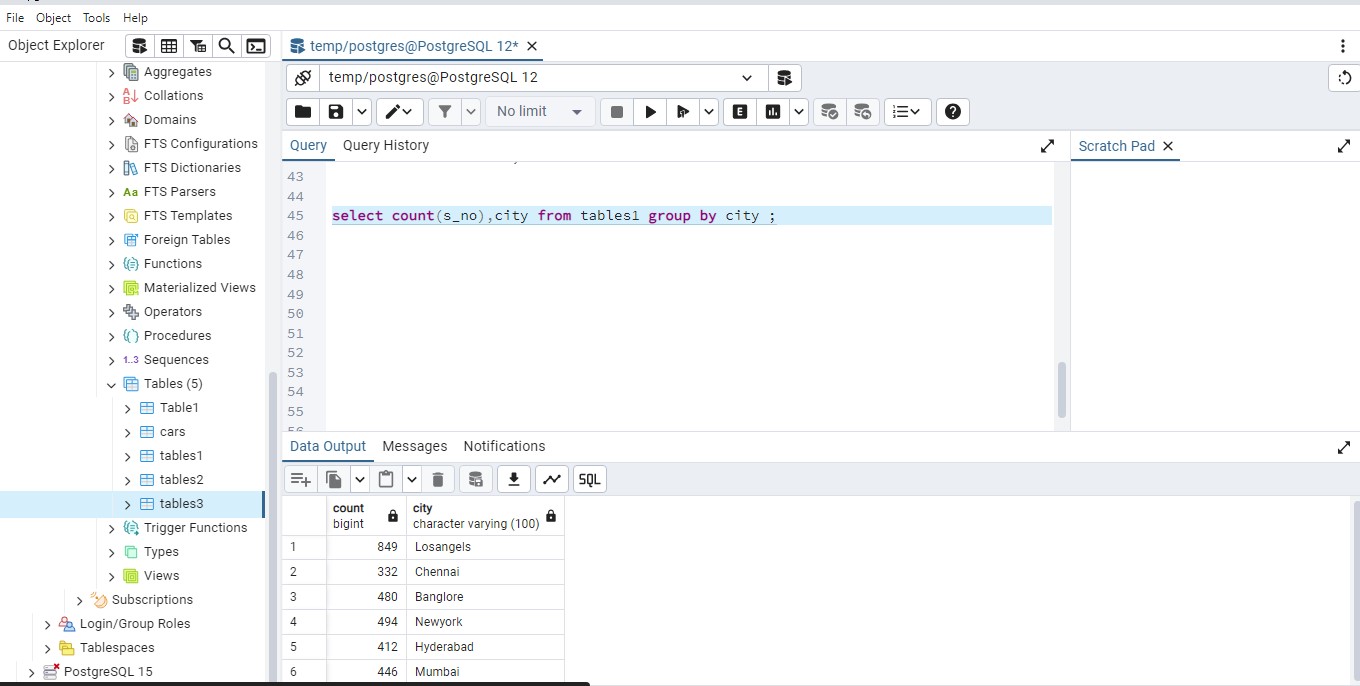 File Object Tools Help
Object Explorer
temp/postgres@PostgreSQL 12*
temp/postgres@PostgreSQL 12
No limit
E
Query Query History
Scratch Pad
Aggregates
Collations
Domains
FTS Configurations
FTS Dictionaries
Aa FTS Parsers
FTS Templates
Foreign Tables
Functions
Materialized Views
Operators
Procedures
1..3 Sequences
Tables (5)
Table1
cars
tables1
tables2
tables3
Trigger Functions
Types
Views
Subscriptions
Login/Group Roles
Tablespaces
PostgreSQL 15
43
44
45 select count(s_no),city from tables1 group by city ;
46
47
48
49
50
51
52
53
54
55
Data Output Messages Notifications
SQL
count bigint
city character varying (100)
1 849 Losangels
2 332 Chennai
3 480 Banglore
4 494 Newyork
5 412 Hyderabad
6 446 Mumbai